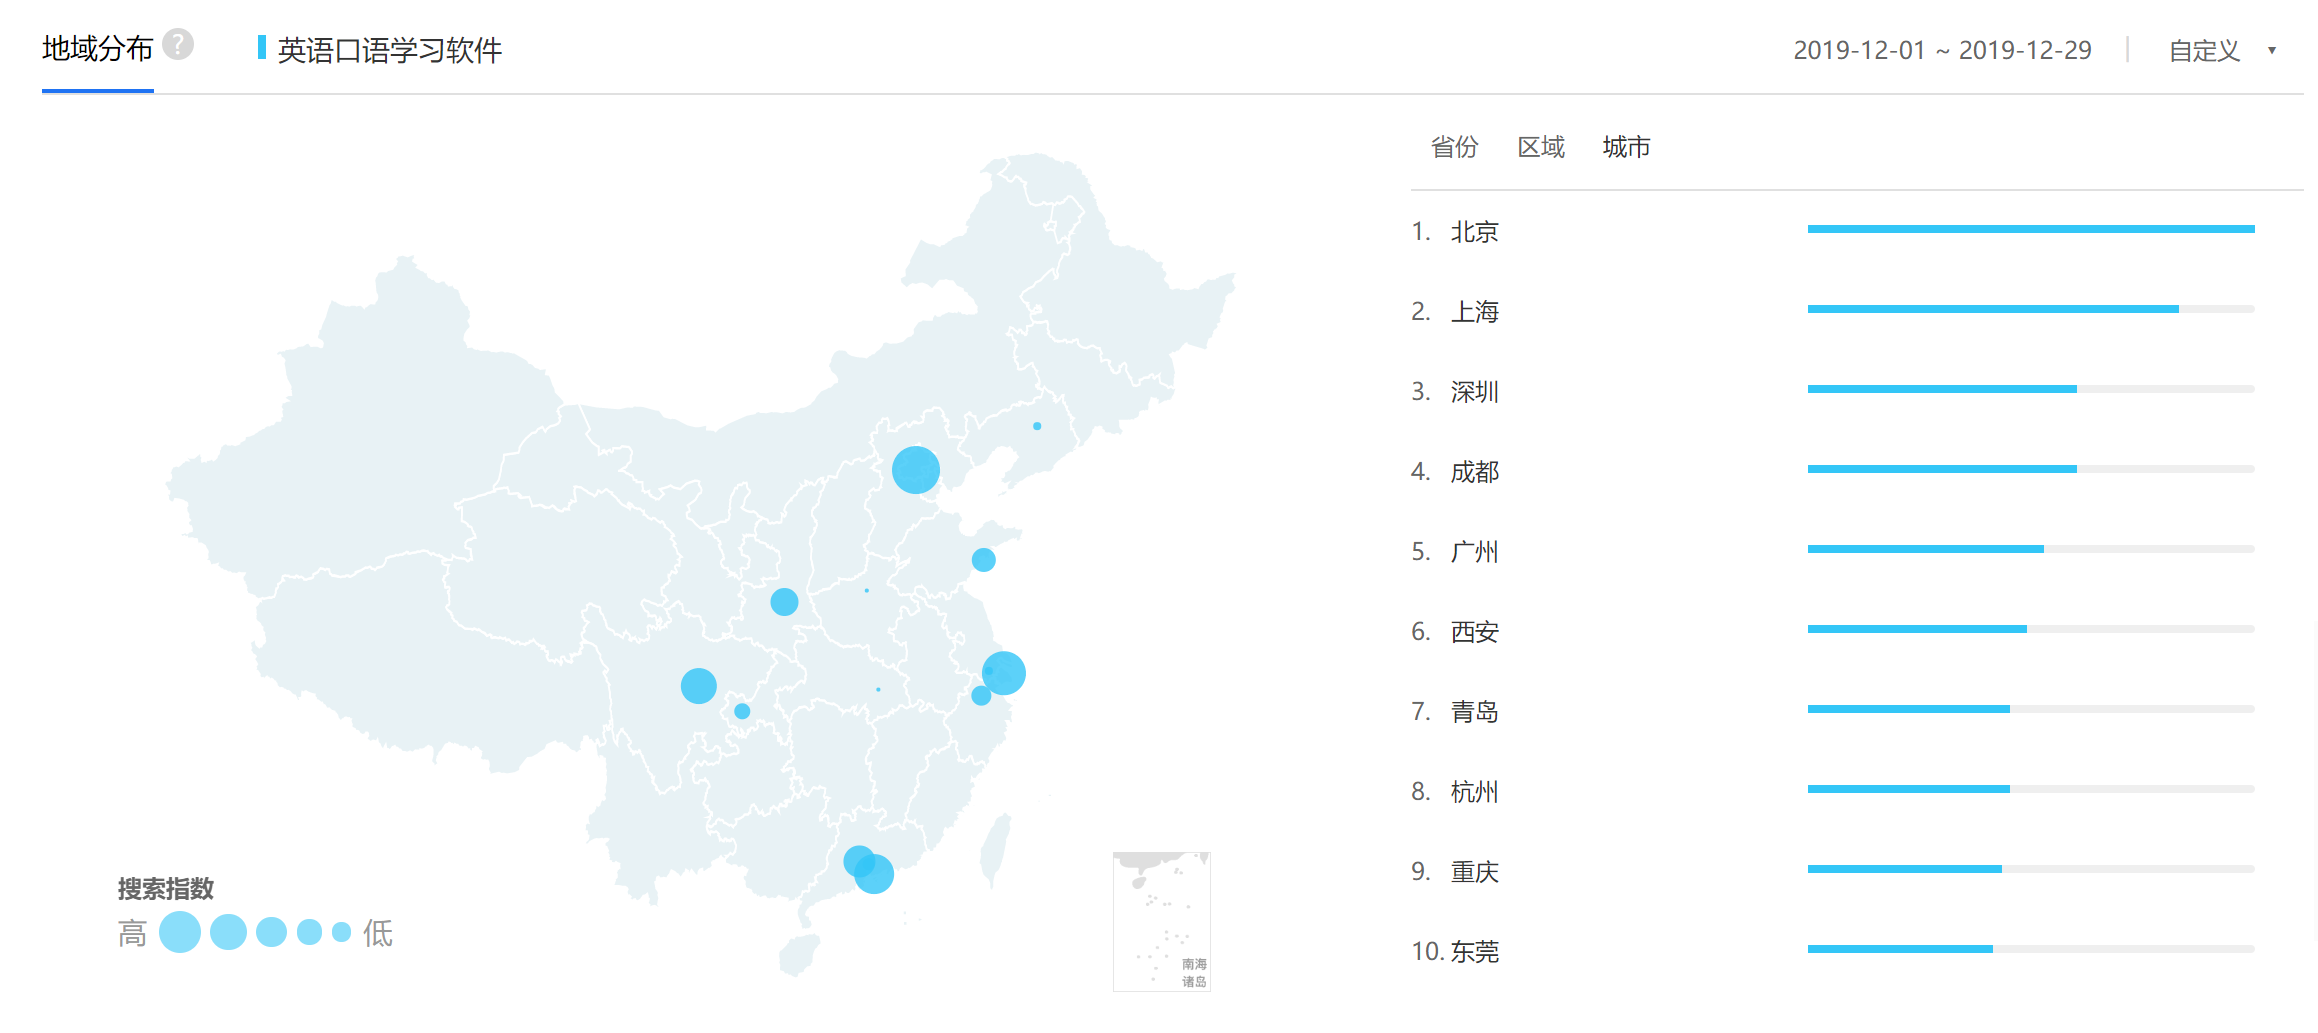 地域分布 ? 英语口语学习软件 2019-12-01 ~ 2019-12-29 | 自定义 ▼
省份 区域 城市
1. 北京
2. 上海
3. 深圳
4. 成都
5. 广州
6. 西安
7. 青岛
8. 杭州
9. 重庆
10. 东莞
搜索指数
高 低
南海
诸岛